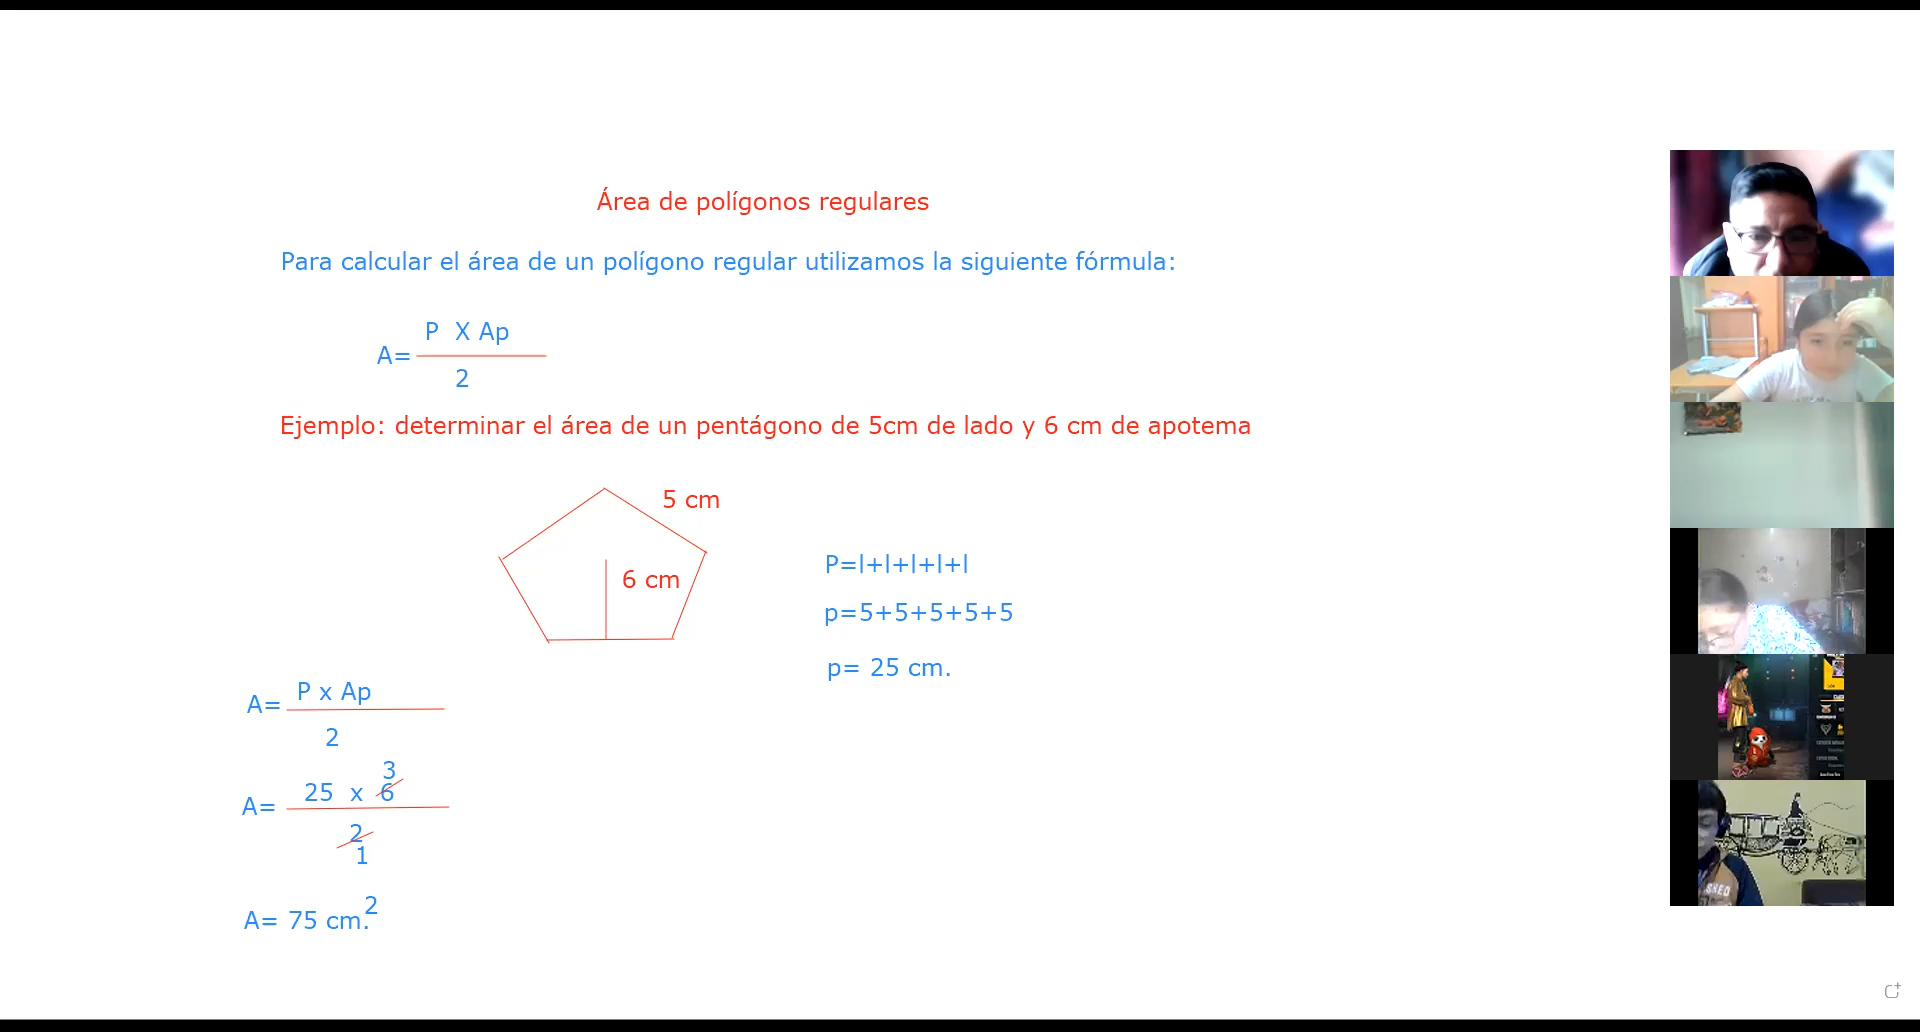 Área de polígonos regulares
Para calcular el área de un polígono regular utilizamos la siguiente fórmula:
P X Ap
A=
2
Ejemplo: determinar el área de un pentágono de 5cm de lado y 6 cm de apotema
5 cm
6 cm
P=l+l+l+l+l
p=5+5+5+5+5
p= 25 cm.
P x Ap
A=
2
3
25 x 6
A=
2
1
A= 75 cm.2